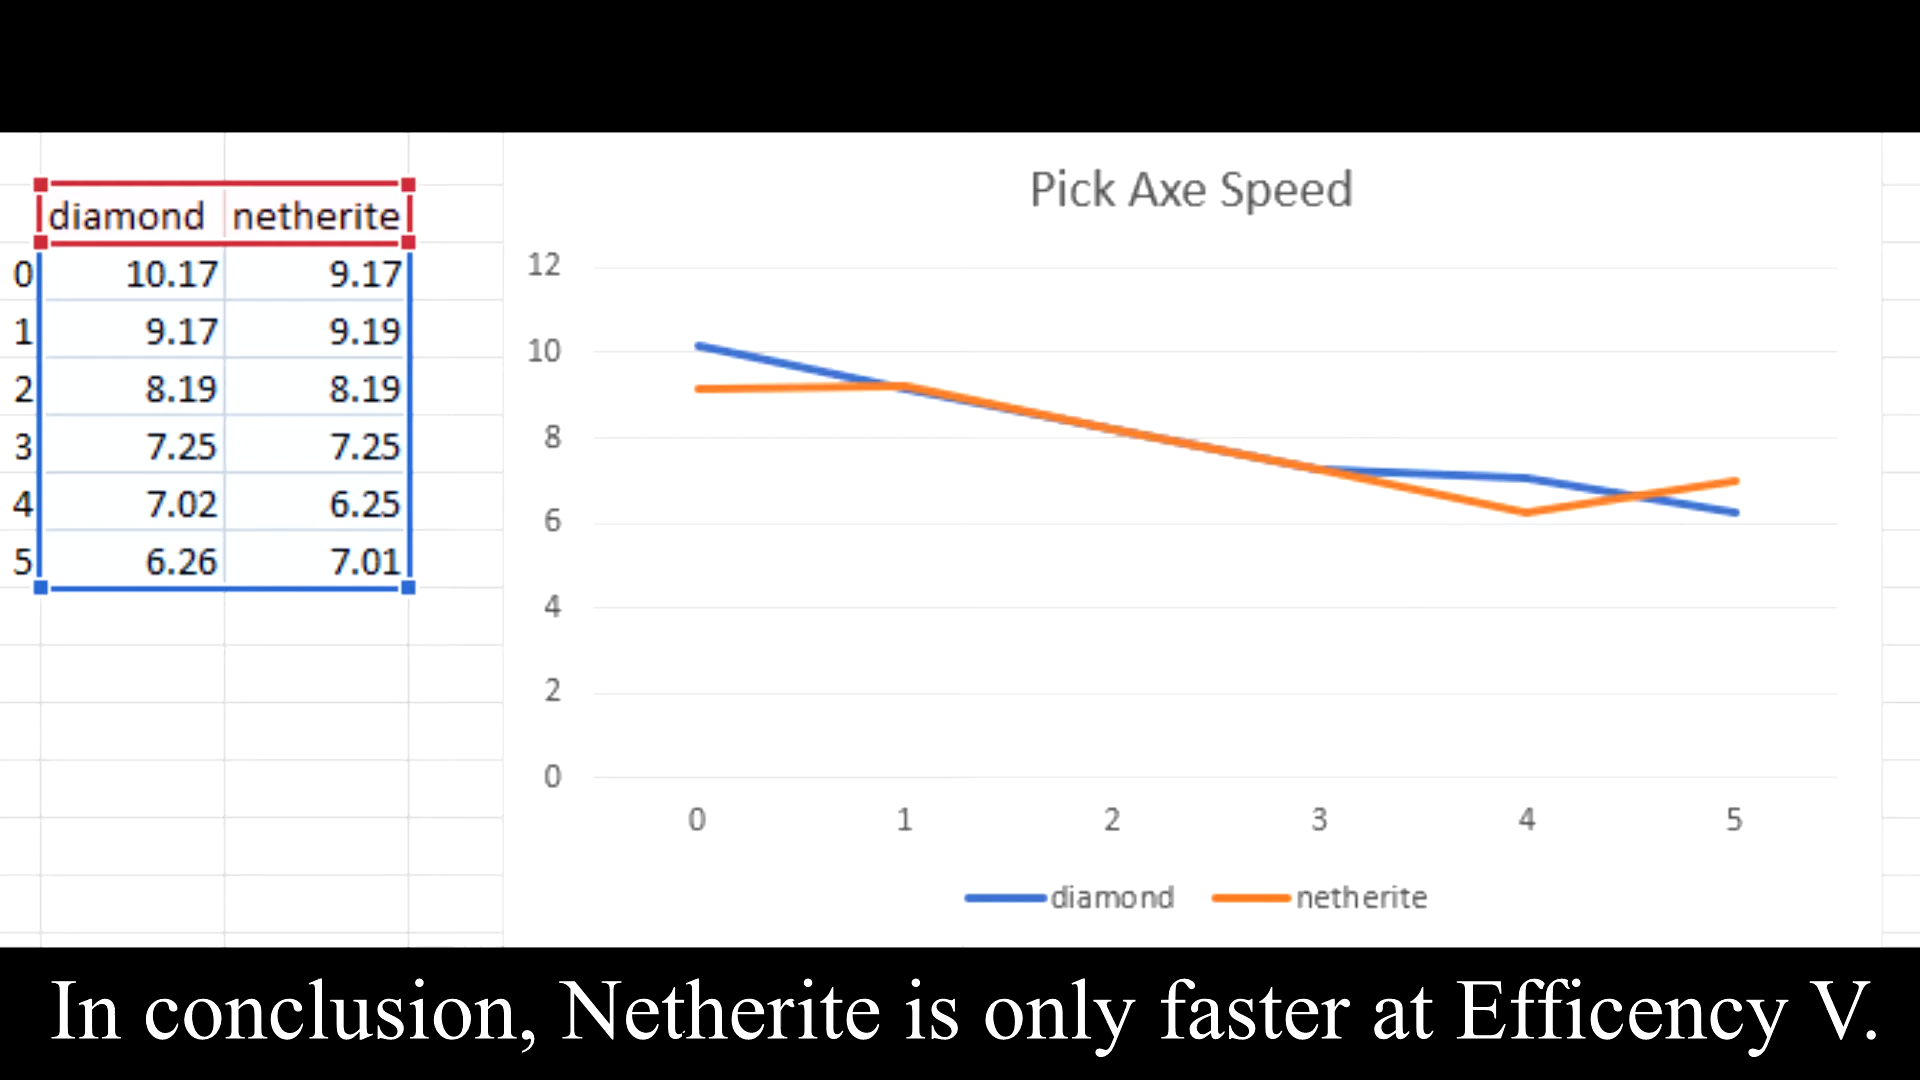 diamond netherite
0 10.17 9.17
1 9.17 9.19
2 8.19 8.19
3 7.25 7.25
4 7.02 6.25
5 6.26 7.01
Pick Axe Speed
12
10
8
6
4
2
0
0 1 2 3 4 5
diamond netherite
In conclusion, Netherite is only faster at Efficency V.